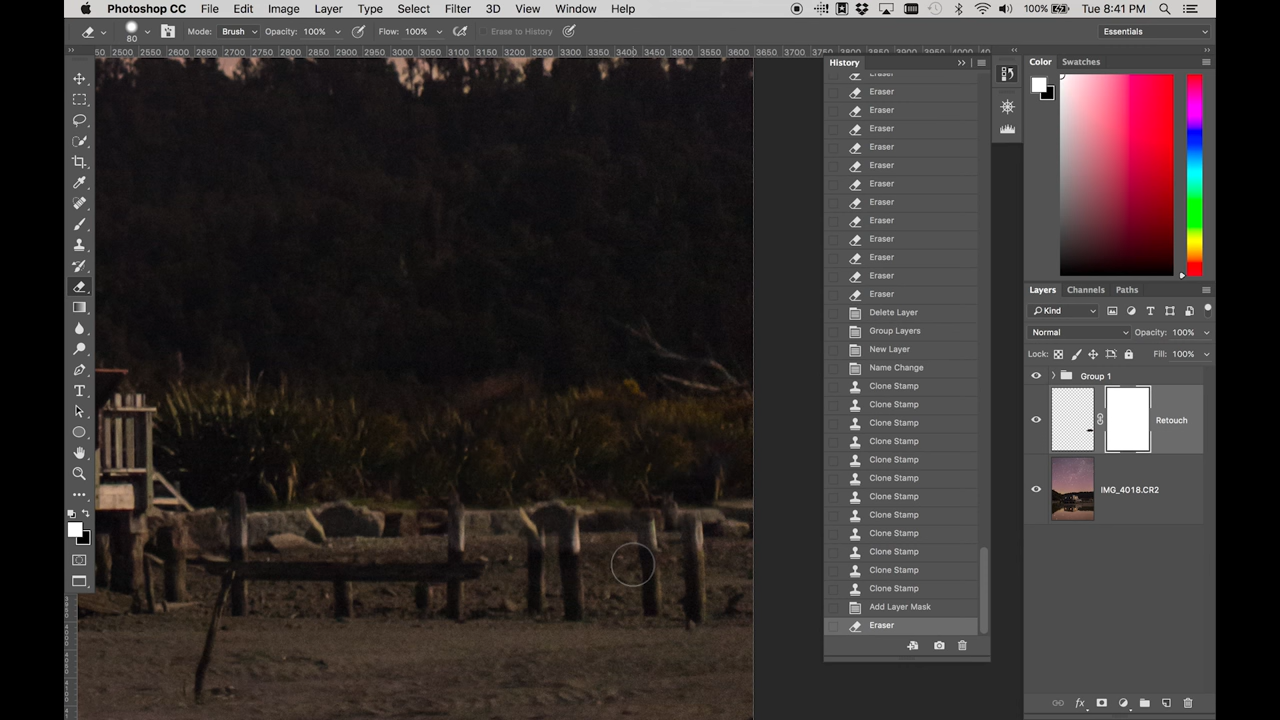 Photoshop CC File Edit Image Layer Type Select Filter 3D View Window Help 100% Tue 8:41 PM
80 Mode: Brush Opacity: 100% Flow: 100% Erase to History Essentials
50 2500 2550 2600 2650 2700 2750 2800 2850 2900 2950 3000 3050 3100 3150 3200 3250 3300 3350 3400 3450 3500 3550 3600 3650 3700 3750 3800 3850 3900 3950 4000 40
History
Eraser
Eraser
Eraser
Eraser
Eraser
Eraser
Eraser
Eraser
Eraser
Eraser
Eraser
Eraser
Eraser
Delete Layer
Group Layers
New Layer
Name Change
Clone Stamp
Clone Stamp
Clone Stamp
Clone Stamp
Clone Stamp
Clone Stamp
Clone Stamp
Clone Stamp
Clone Stamp
Clone Stamp
Clone Stamp
Clone Stamp
Add Layer Mask
Eraser
Color Swatches
Layers Channels Paths
Kind
Normal Opacity: 100%
Lock: Fill: 100%
Group 1
Retouch
IMG_4018.CR2
fx